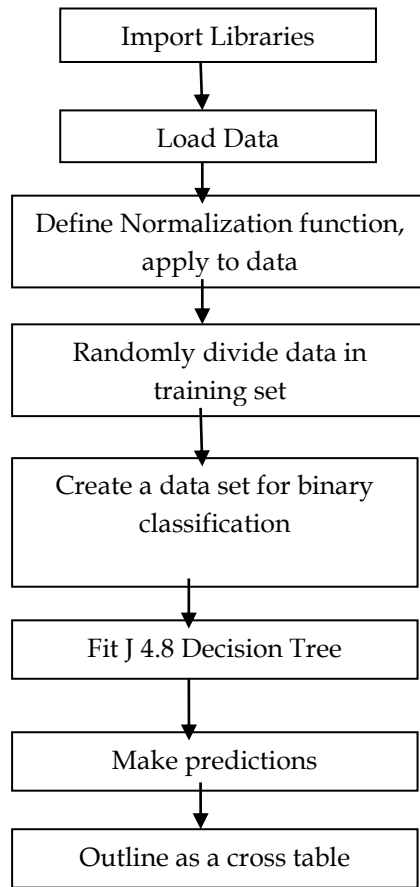 Import Libraries
Load Data
Define Normalization function,
apply to data
Randomly divide data in
training set
Create a data set for binary
classification
Fit J 4.8 Decision Tree
Make predictions
Outline as a cross table